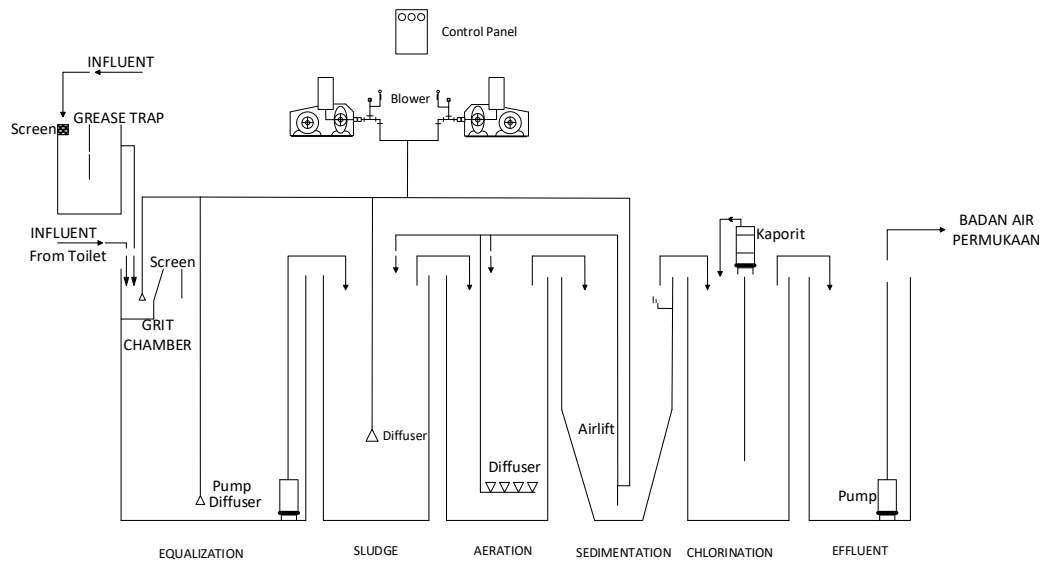 Control Panel
INFLUENT
Blower
GREASE TRAP
Screen
INFLUENT
From Toilet
Screen
Kaporit
BADAN AIR
PERMUKAAN
GRIT
CHAMBER
Airlift
Diffuser
Diffuser
Pump
Diffuser
Pump
EQUALIZATION
SLUDGE
AERATION
SEDIMENTATION
CHLORINATION
EFFLUENT